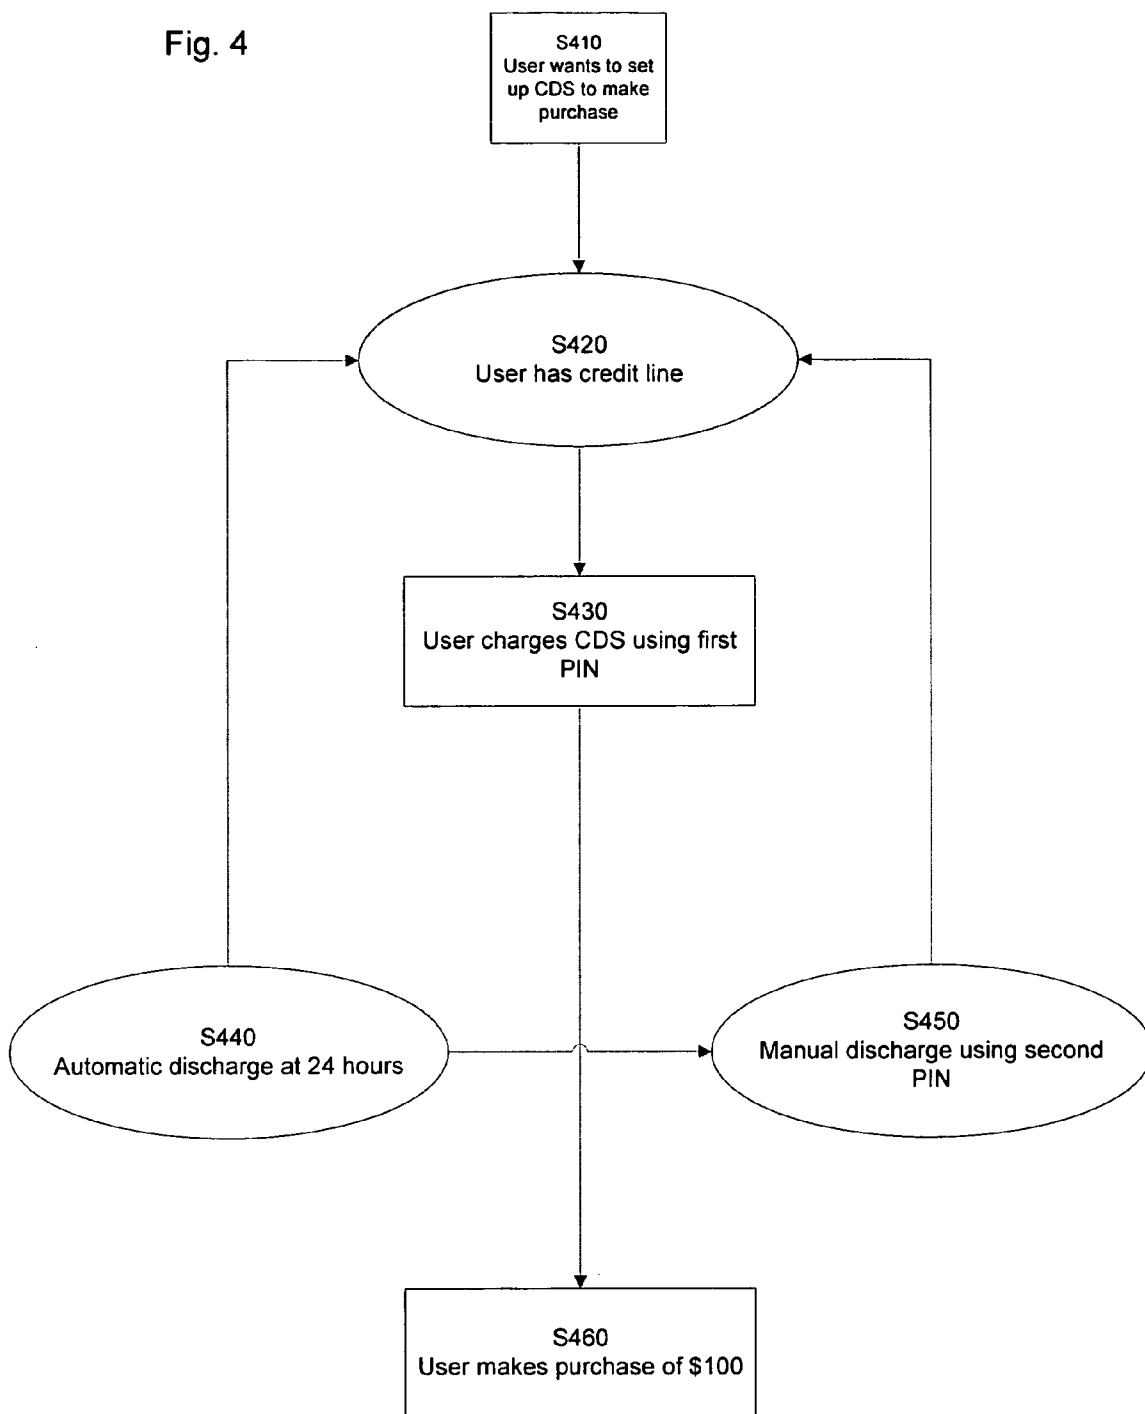 Fig. 4
S410
User wants to set
up CDS to make
purchase
S420
User has credit line
S430
User charges CDS using first
PIN
S440
Automatic discharge at 24 hours
S450
Manual discharge using second
PIN
S460
User makes purchase of $100